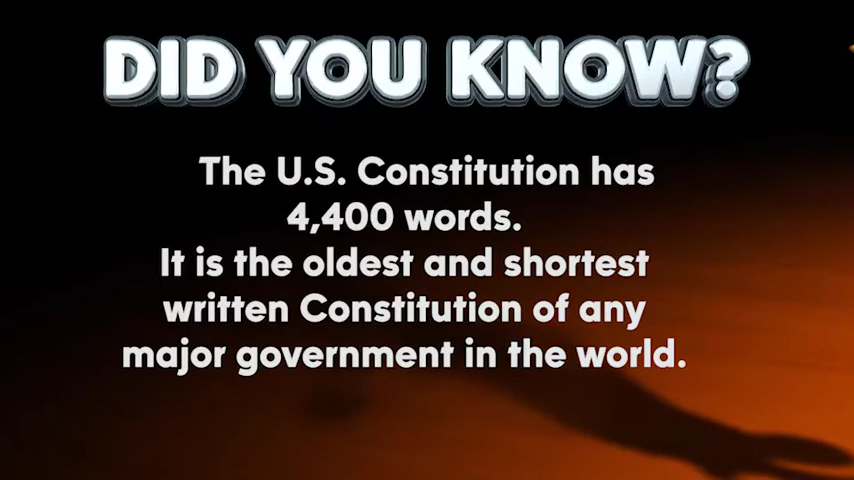 DID YOU KNOW?
The U.S. Constitution has
4,400 words.
It is the oldest and shortest
written Constitution of any
major government in the world.